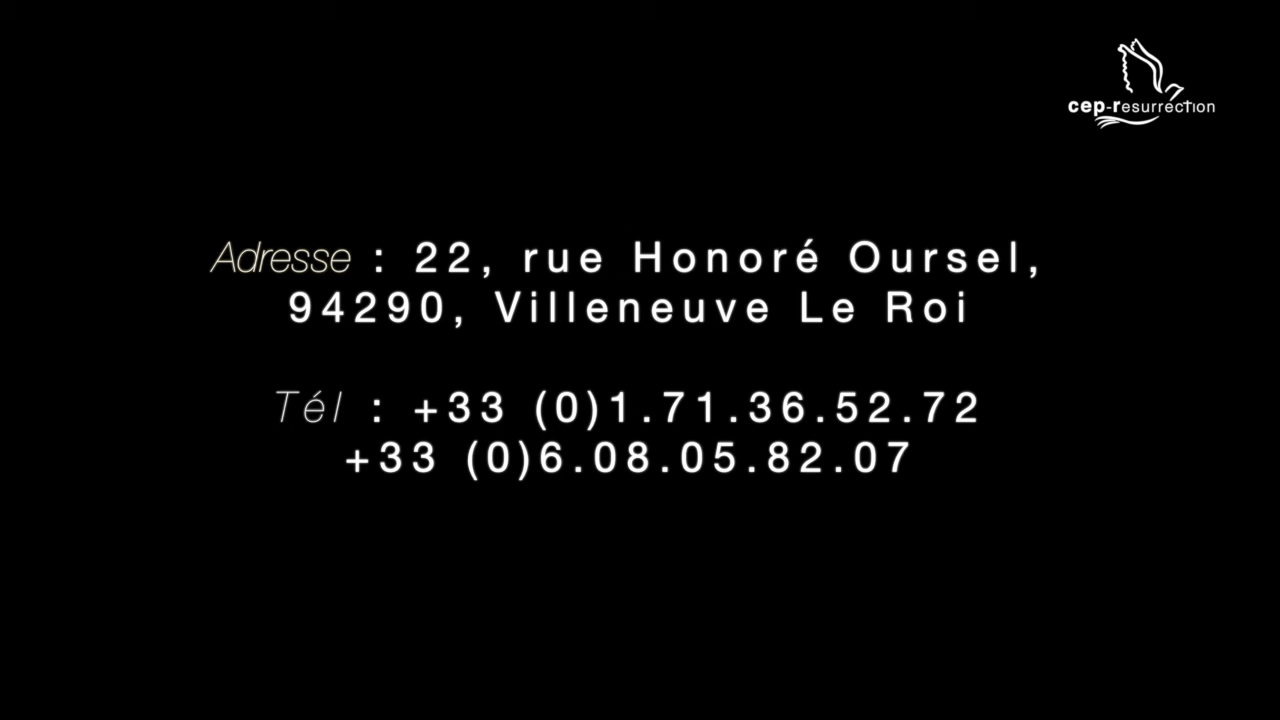 cep-resurrection
Adresse : 22, rue Honoré Oursel,
94290, Villeneuve Le Roi
Tél : +33 (0)1.71.36.52.72
+33 (0)6.08.05.82.07